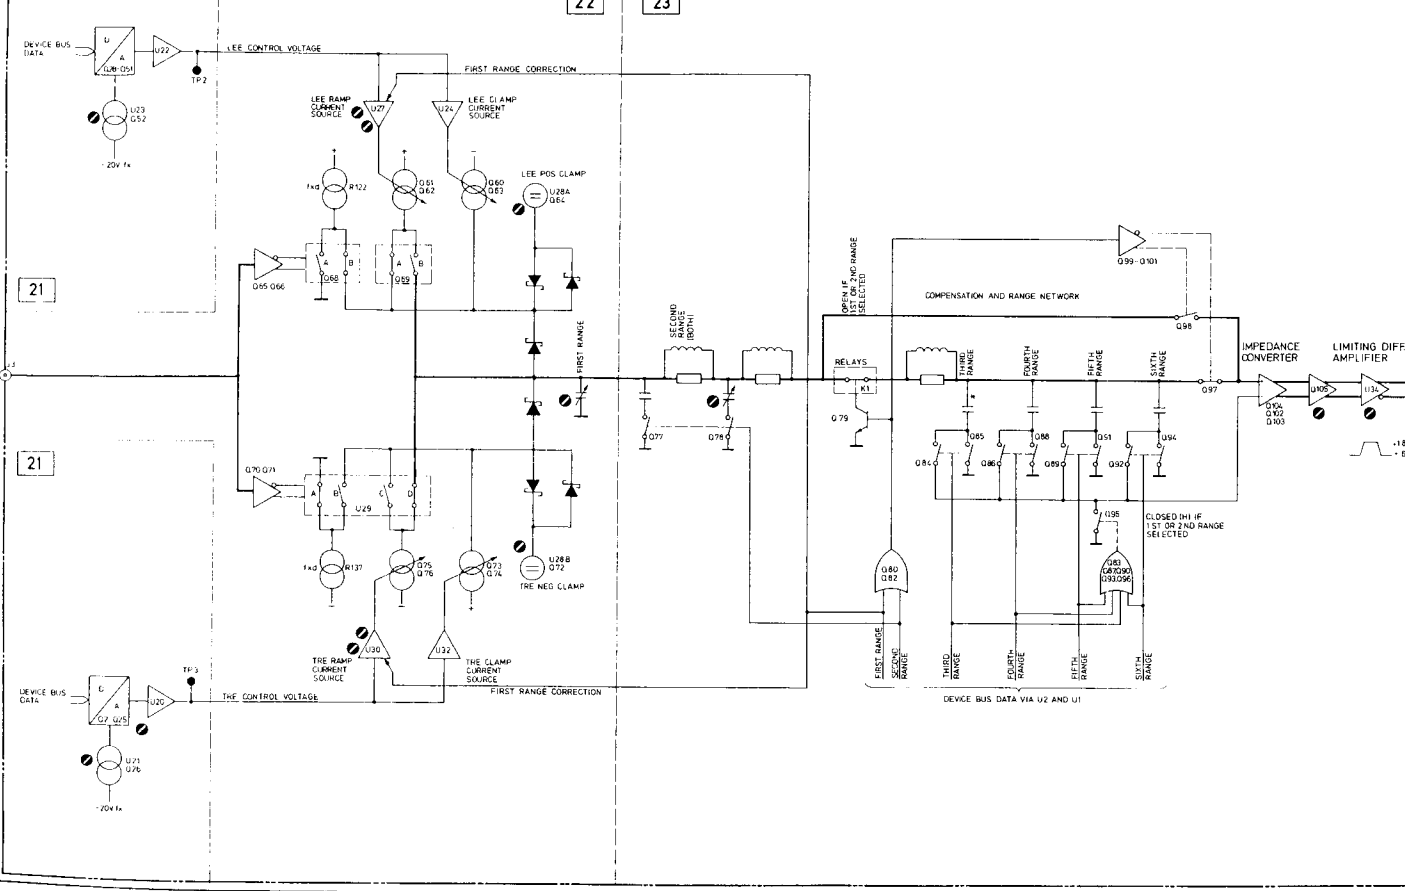 22
23
DEVICE BUS
DATA
D
A
Q28-Q51
U22
TP2
LEE CONTROL VOLTAGE
FIRST RANGE CORRECTION
U23
Q52
-20V fx
LEE RAMP
CURRENT
SOURCE
U27
U24
LEE CLAMP
CURRENT
SOURCE
+
+
−
fxd
R122
Q61
Q62
Q60
Q63
LEE POS CLAMP
U28A
Q64
Q65 Q66
A
B
Q68
A
B
Q69
21
J3
FIRST RANGE
SECOND
RANGE
(BOTH)
OPEN IF
1ST OR 2ND RANGE
SELECTED
Q99-Q101
COMPENSATION AND RANGE NETWORK
Q98
RELAYS
K1
Q79
Q77
Q78
THIRD
RANGE
FOURTH
RANGE
FIFTH
RANGE
SIXTH
RANGE
*
Q97
IMPEDANCE
CONVERTER
LIMITING DIFF.
AMPLIFIER
Q104
Q102
Q103
Q105
U34
+18
Q84
Q85
Q86
Q88
Q89
Q91
Q92
Q94
Q95
CLOSED (H) IF
1ST OR 2ND RANGE
SELECTED
21
Q70 Q71
A
B
C
D
U29
fxd
R137
Q75
Q76
Q73
Q74
−
−
+
U28B
Q72
TRE NEG CLAMP
Q80
Q82
Q83
Q87,Q90
Q93,Q96
U30
U32
TRE RAMP
CURRENT
SOURCE
TRE CLAMP
CURRENT
SOURCE
FIRST RANGE
SECOND
RANGE
THIRD
RANGE
FOURTH
RANGE
FIFTH
RANGE
SIXTH
RANGE
DEVICE BUS DATA VIA U2 AND U1
DEVICE BUS
DATA
D
A
Q2 Q25
U20
TP3
TRE CONTROL VOLTAGE
FIRST RANGE CORRECTION
U21
Q26
-20V fx